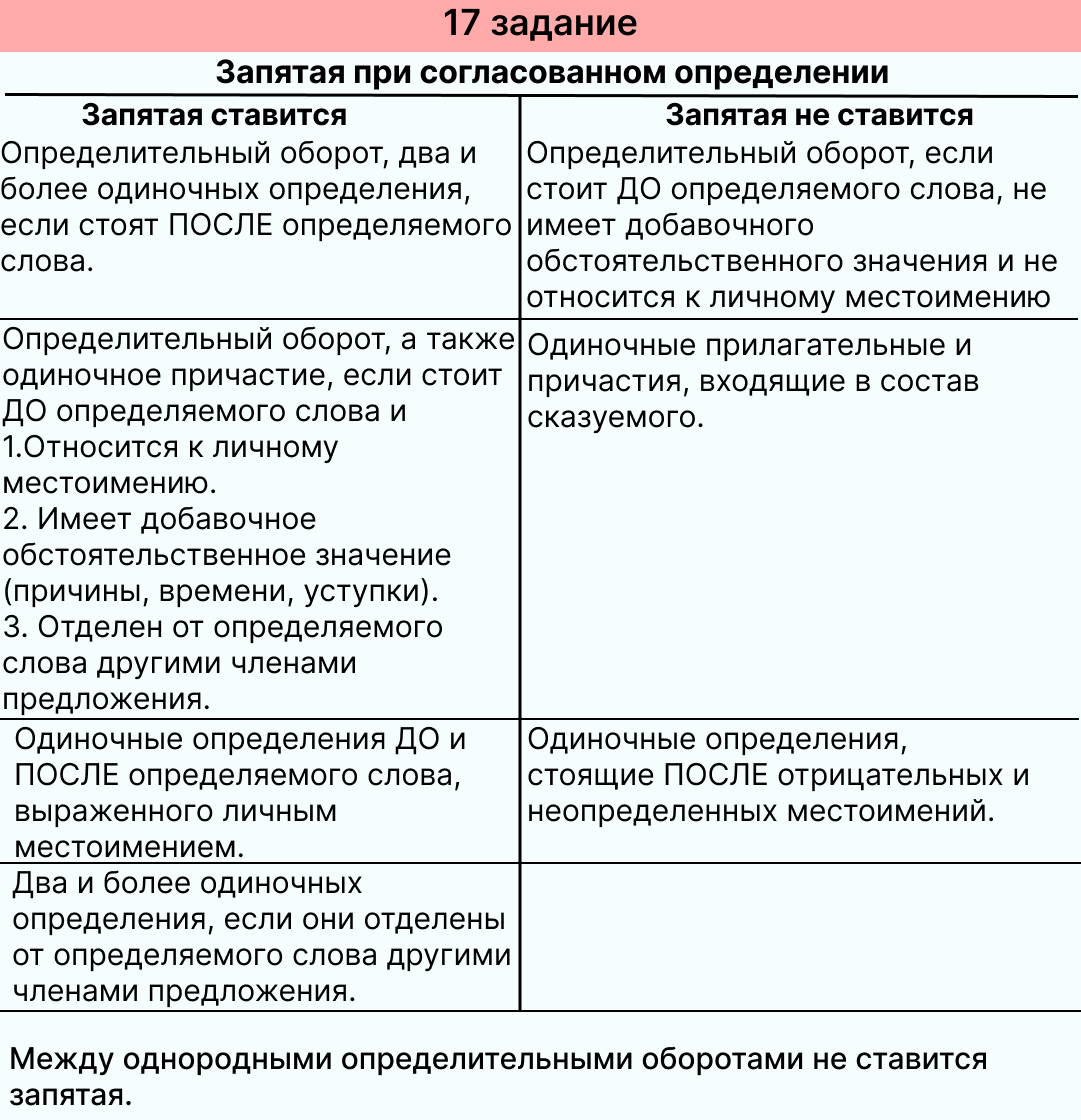 17 задание
Запятая при согласованном определении
Запятая ставится
Запятая не ставится
Определительный оборот, два и
более одиночных определения,
если стоят ПОСЛЕ определяемого
слова.
Определительный оборот, если
стоит ДО определяемого слова, не
имеет добавочного
обстоятельственного значения и не
относится к личному местоимению
Определительный оборот, а также
одиночное причастие, если стоит
ДО определяемого слова и
1.Относится к личному
местоимению.
2. Имеет добавочное
обстоятельственное значение
(причины, времени, уступки).
3. Отделен от определяемого
слова другими членами
предложения.
Одиночные прилагательные и
причастия, входящие в состав
сказуемого.
Одиночные определения ДО и
ПОСЛЕ определяемого слова,
выраженного личным
местоимением.
Одиночные определения,
стоящие ПОСЛЕ отрицательных и
неопределенных местоимений.
Два и более одиночных
определения, если они отделены
от определяемого слова другими
членами предложения.
Между однородными определительными оборотами не ставится
запятая.